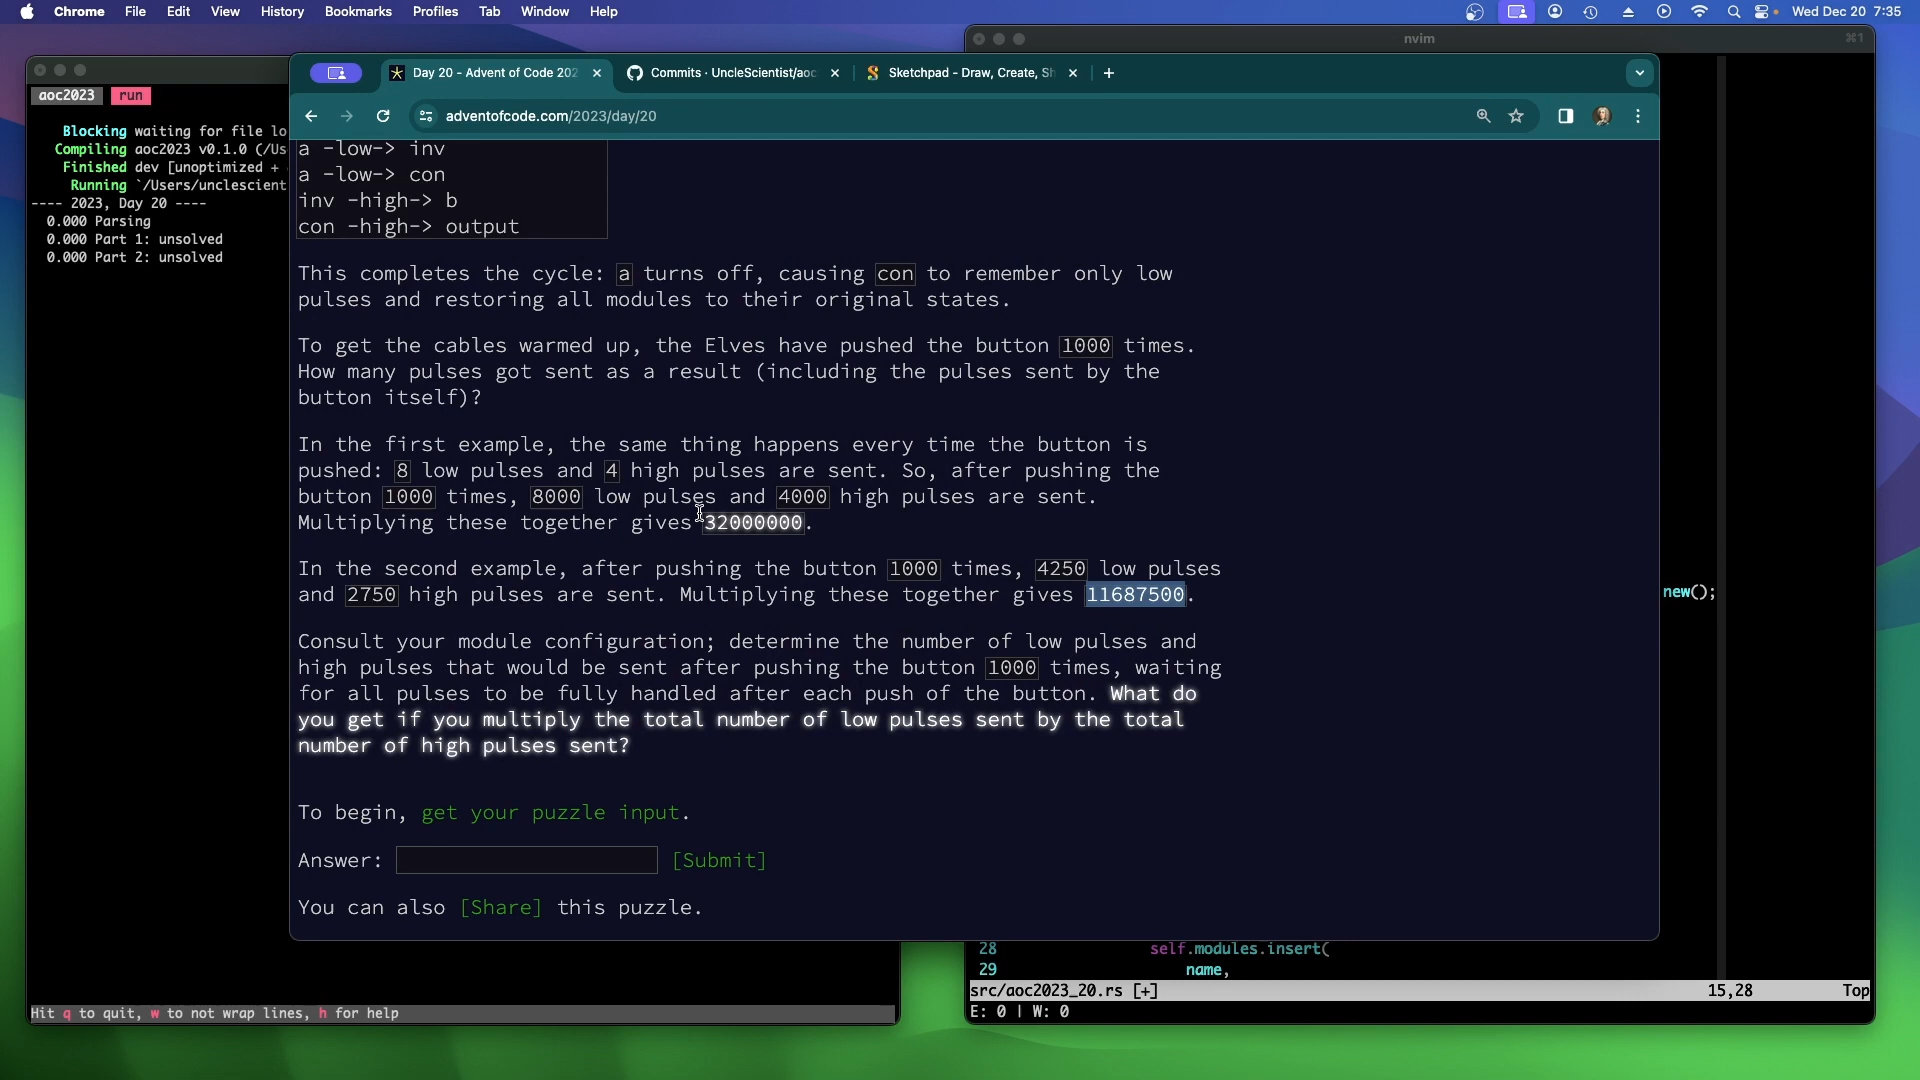 Chrome File Edit View History Bookmarks Profiles Tab Window Help
Wed Dec 20 7:35
nvim
⌘1
aoc2023 run
Blocking waiting for file lo
Compiling aoc2023 v0.1.0 (/Us
Finished dev [unoptimized +
Running `/Users/unclescient
---- 2023, Day 20 ----
0.000 Parsing
0.000 Part 1: unsolved
0.000 Part 2: unsolved
Hit q to quit, w to not wrap lines, h for help
Day 20 - Advent of Code 202
Commits · UncleScientist/aoc
Sketchpad - Draw, Create, Sh
adventofcode.com/2023/day/20
a -low-> inv
a -low-> con
inv -high-> b
con -high-> output
This completes the cycle: a turns off, causing con to remember only low
pulses and restoring all modules to their original states.
To get the cables warmed up, the Elves have pushed the button 1000 times.
How many pulses got sent as a result (including the pulses sent by the
button itself)?
In the first example, the same thing happens every time the button is
pushed: 8 low pulses and 4 high pulses are sent. So, after pushing the
button 1000 times, 8000 low pulses and 4000 high pulses are sent.
Multiplying these together gives 32000000.
In the second example, after pushing the button 1000 times, 4250 low pulses
and 2750 high pulses are sent. Multiplying these together gives 11687500.
Consult your module configuration; determine the number of low pulses and
high pulses that would be sent after pushing the button 1000 times, waiting
for all pulses to be fully handled after each push of the button. What do
you get if you multiply the total number of low pulses sent by the total
number of high pulses sent?
To begin, get your puzzle input.
Answer: [Submit]
You can also [Share] this puzzle.
new();
28 self.modules.insert(
29 name,
src/aoc2023_20.rs [+] 15,28 Top
E: 0 | W: 0